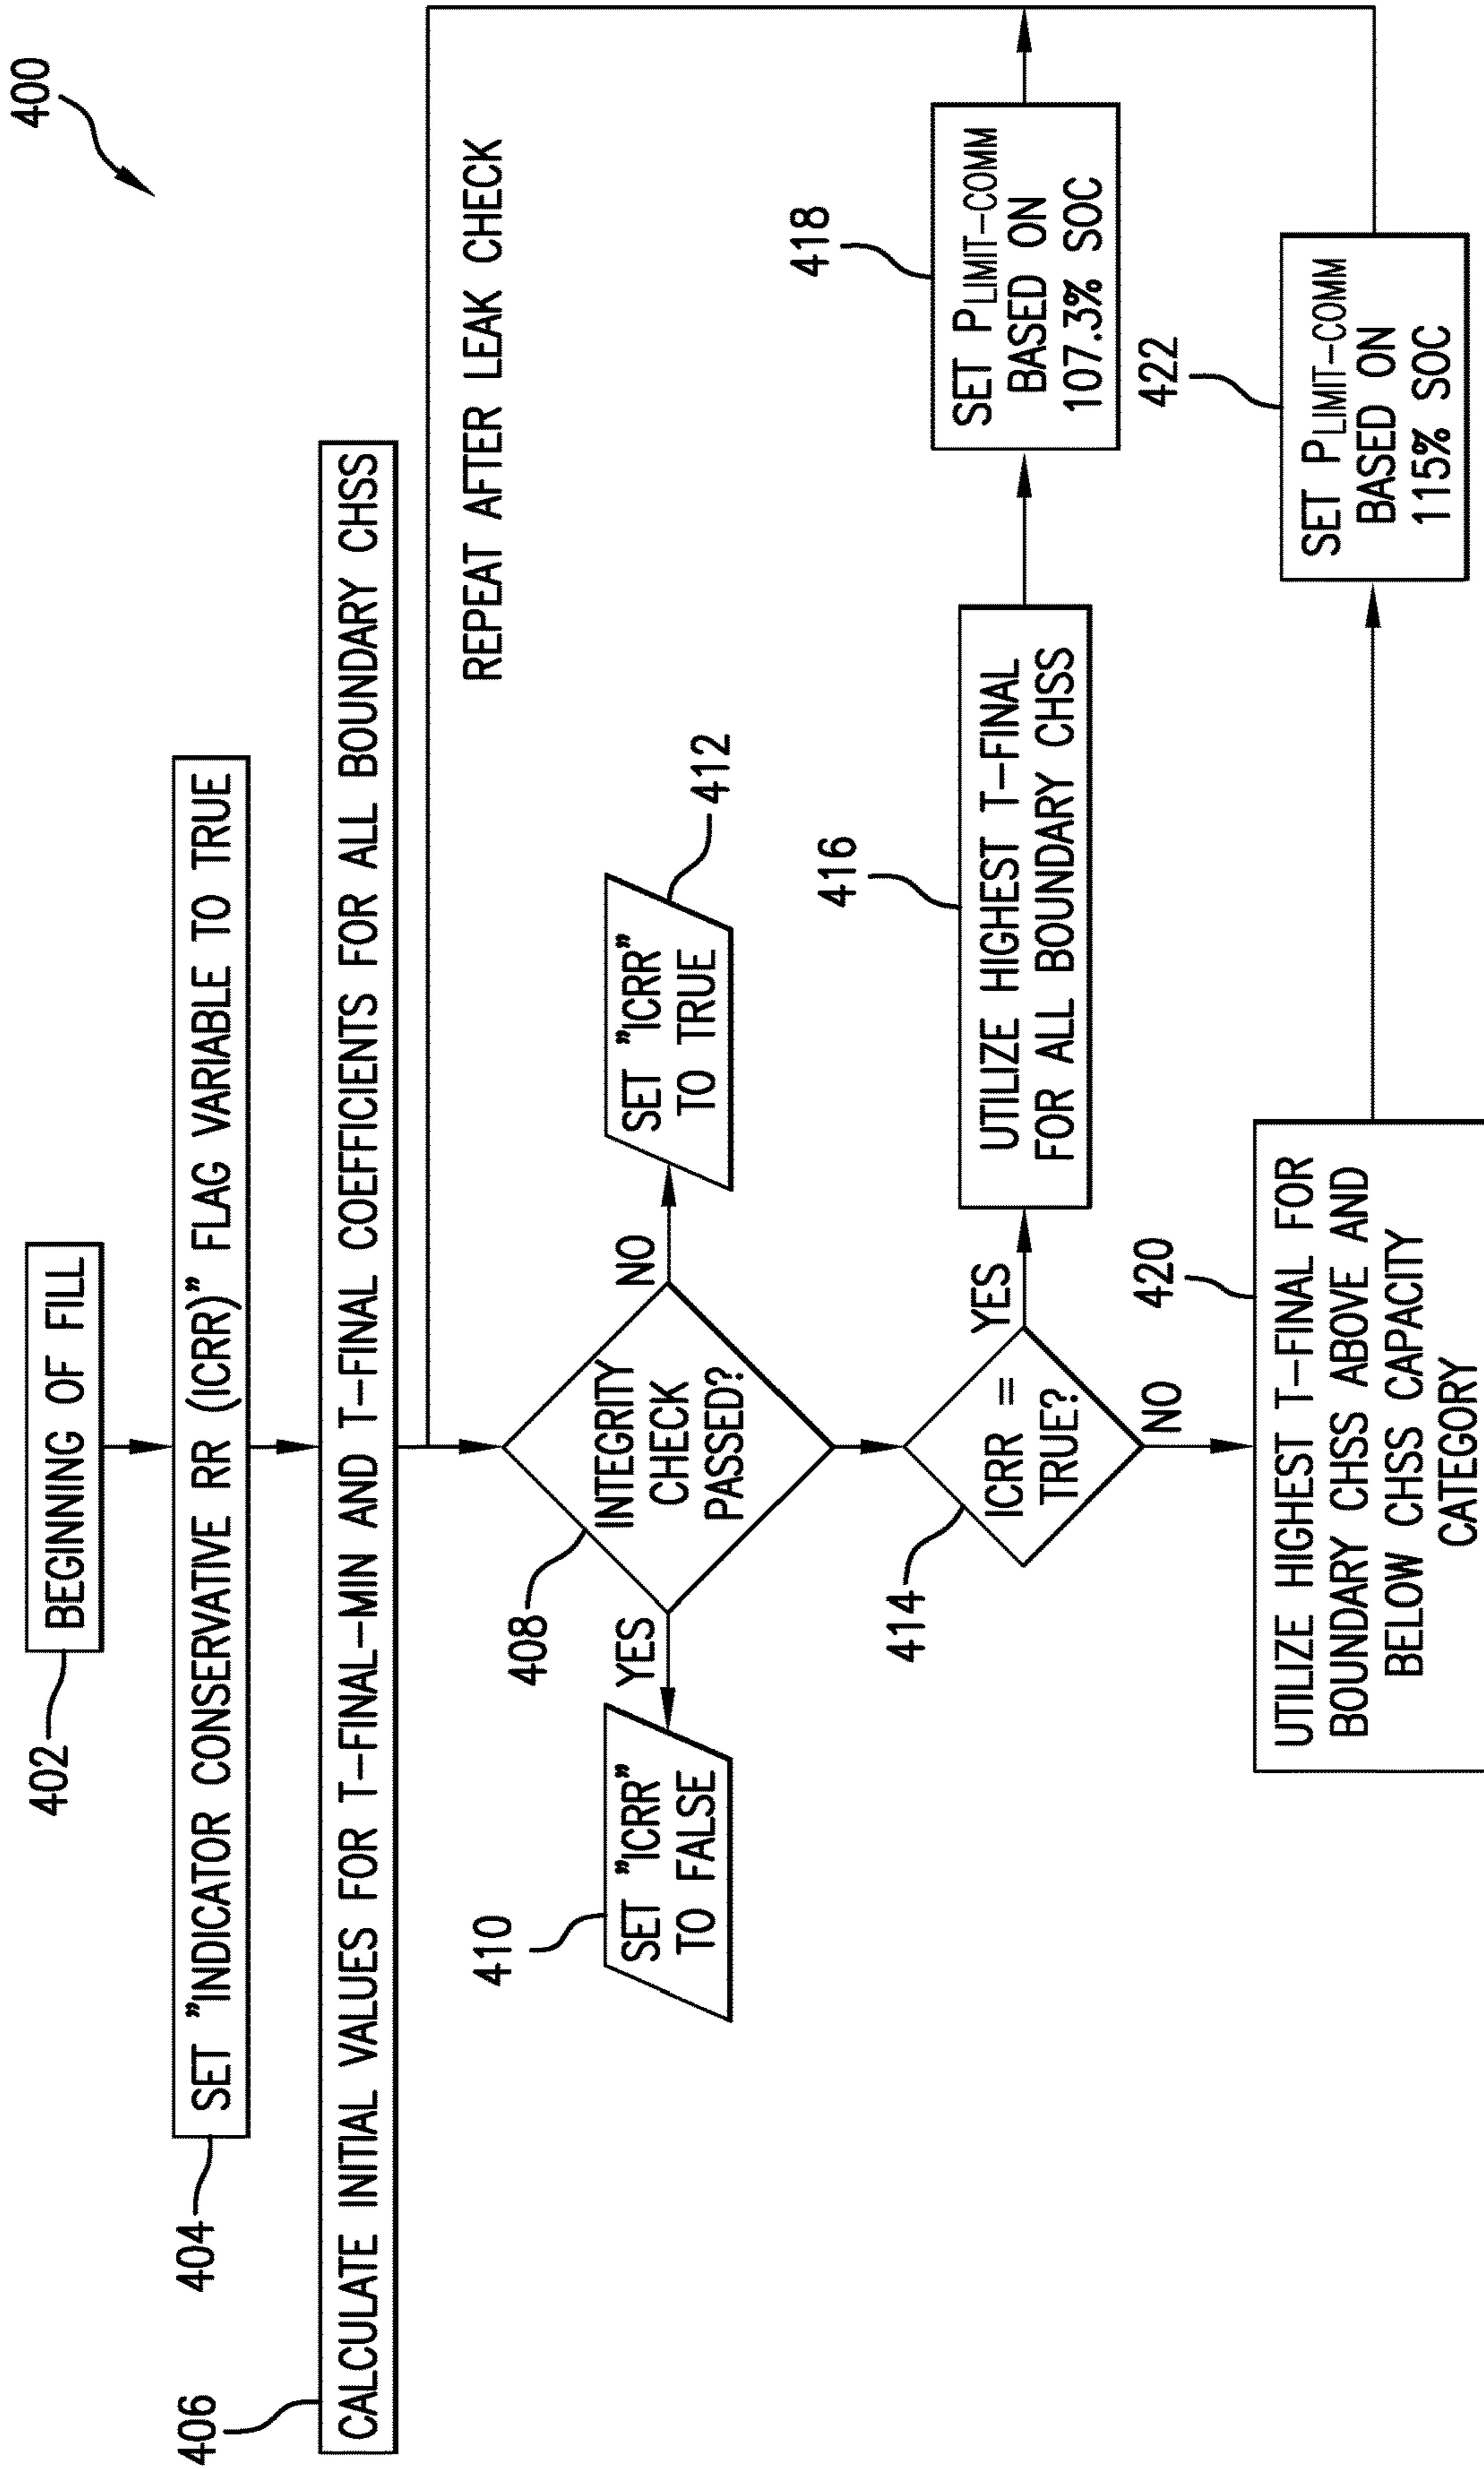 400
402
BEGINNING OF FILL
404
SET "INDICATOR CONSERVATIVE RR (ICRR)" FLAG VARIABLE TO TRUE
406
CALCULATE INITIAL VALUES FOR T-FINAL-MIN AND T-FINAL COEFFICIENTS FOR ALL BOUNDARY CHSS
REPEAT AFTER LEAK CHECK
408
INTEGRITY
CHECK
PASSED?
YES
NO
410
SET "ICRR"
TO FALSE
412
SET "ICRR"
TO TRUE
414
ICRR =
TRUE?
YES
NO
416
UTILIZE HIGHEST T-FINAL
FOR ALL BOUNDARY CHSS
418
SET PLIMIT-COMM
BASED ON
107.3% SOC
420
UTILIZE HIGHEST T-FINAL FOR
BOUNDARY CHSS ABOVE AND
BELOW CHSS CAPACITY
CATEGORY
422
SET PLIMIT-COMM
BASED ON
115% SOC